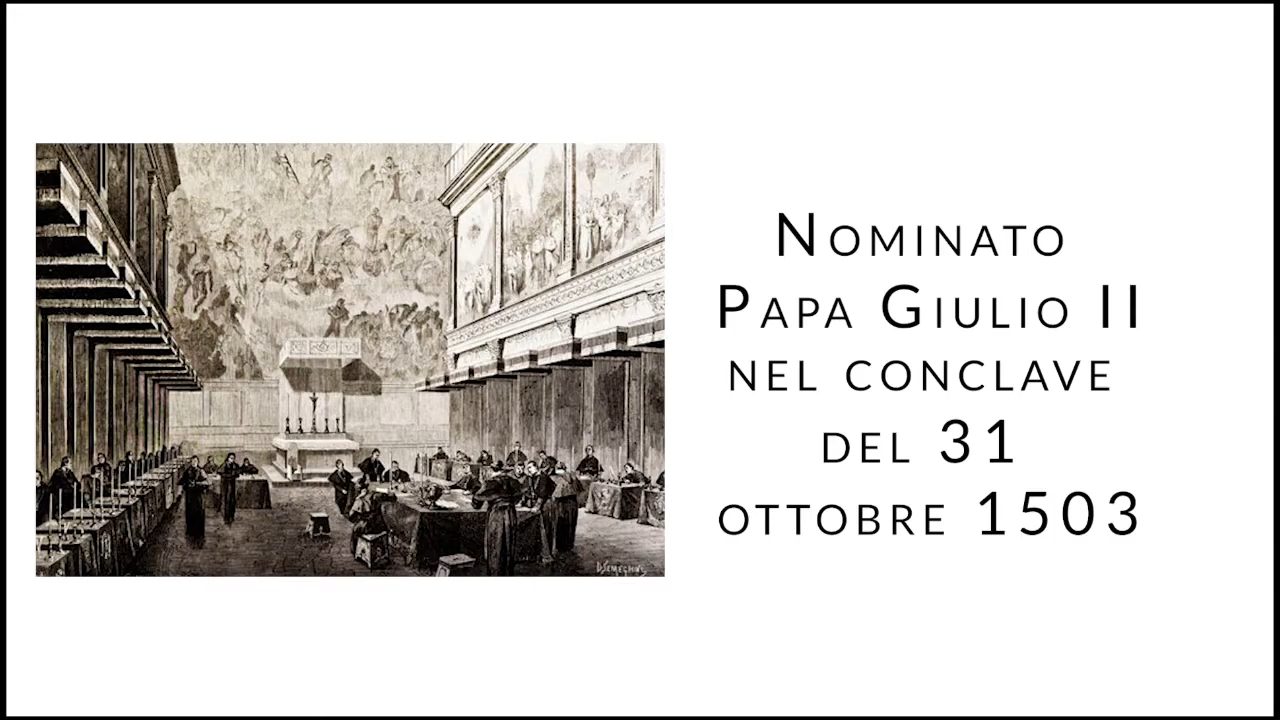 Nominato
Papa Giulio II
nel conclave
del 31
ottobre 1503